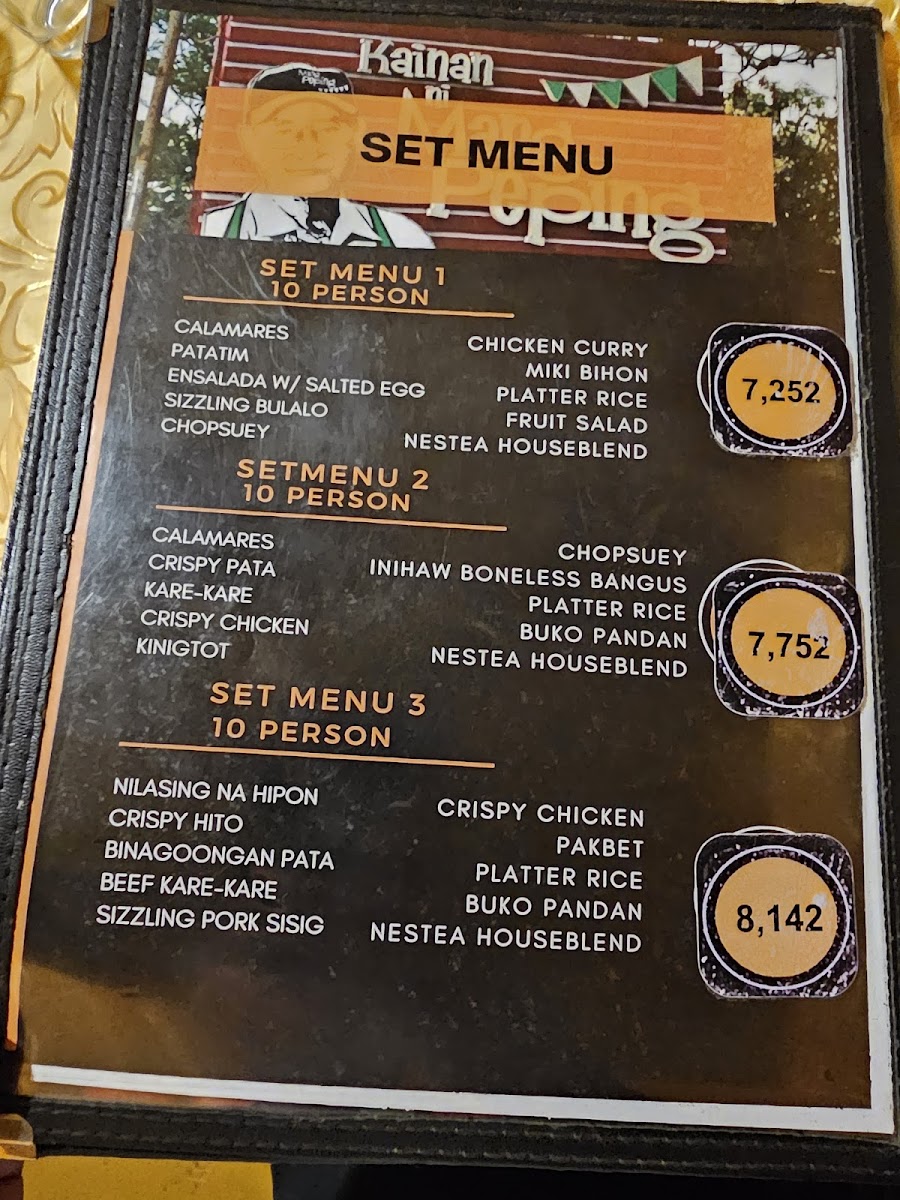 Kainan
ni
Mang
Peping
SET MENU
SET MENU 1
10 PERSON
CALAMARES
PATATIM
ENSALADA W/ SALTED EGG
SIZZLING BULALO
CHOPSUEY
CHICKEN CURRY
MIKI BIHON
PLATTER RICE
FRUIT SALAD
NESTEA HOUSEBLEND
7,252
SETMENU 2
10 PERSON
CALAMARES
CRISPY PATA
KARE-KARE
CRISPY CHICKEN
KINIGTOT
CHOPSUEY
INIHAW BONELESS BANGUS
PLATTER RICE
BUKO PANDAN
NESTEA HOUSEBLEND
7,752
SET MENU 3
10 PERSON
NILASING NA HIPON
CRISPY HITO
BINAGOONGAN PATA
BEEF KARE-KARE
SIZZLING PORK SISIG
CRISPY CHICKEN
PAKBET
PLATTER RICE
BUKO PANDAN
NESTEA HOUSEBLEND
8,142